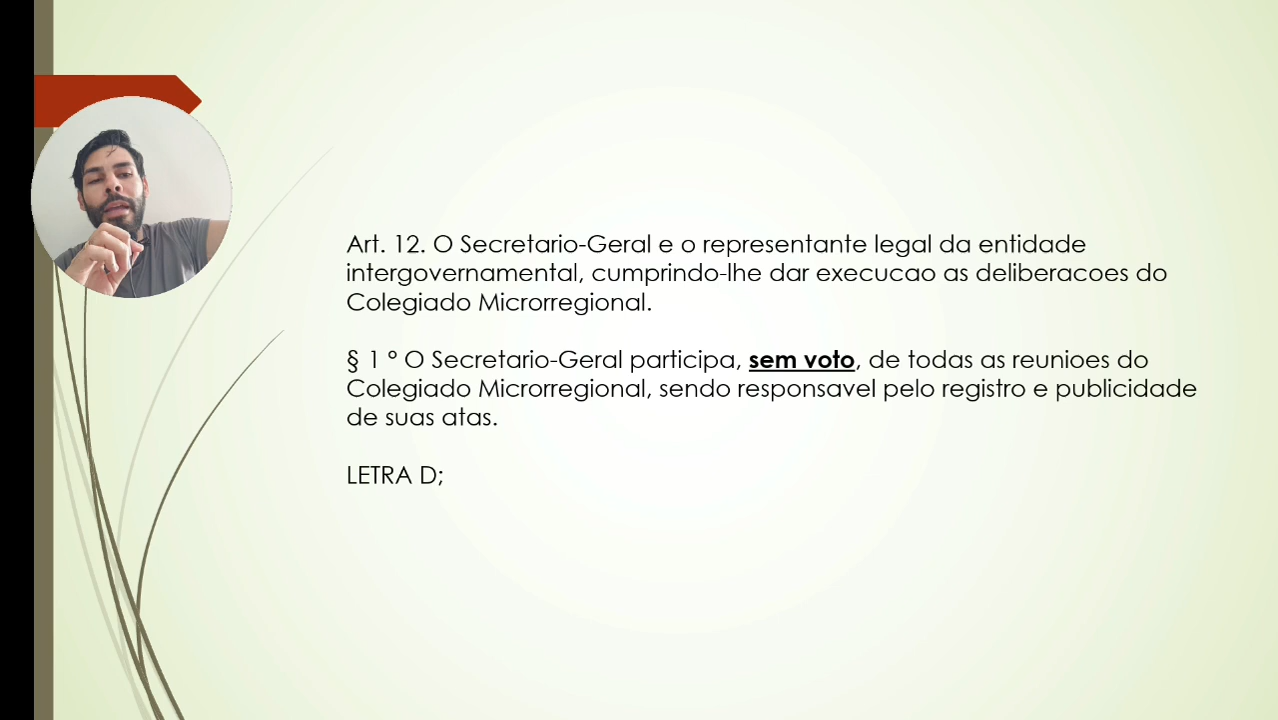 Art. 12. O Secretario-Geral e o representante legal da entidade
intergovernamental, cumprindo-lhe dar execucao as deliberacoes do
Colegiado Microrregional.
§ 1 º O Secretario-Geral participa, sem voto, de todas as reunioes do
Colegiado Microrregional, sendo responsavel pelo registro e publicidade
de suas atas.
LETRA D;